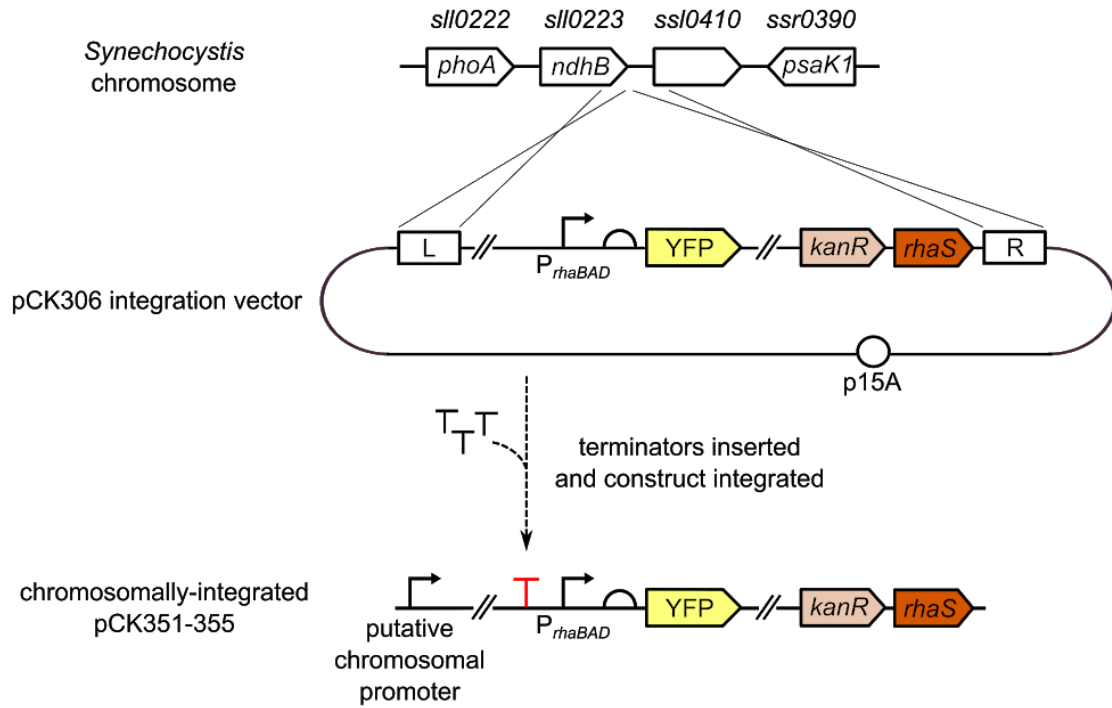 sll0222 sll0223 ssl0410 ssr0390
Synechocystis
chromosome
phoA ndhB psaK1
L YFP kanR rhaS R
PrhaBAD
pCK306 integration vector
p15A
T T T
terminators inserted
and construct integrated
chromosomally-integrated
pCK351-355
T
YFP kanR rhaS
PrhaBAD
putative
chromosomal
promoter